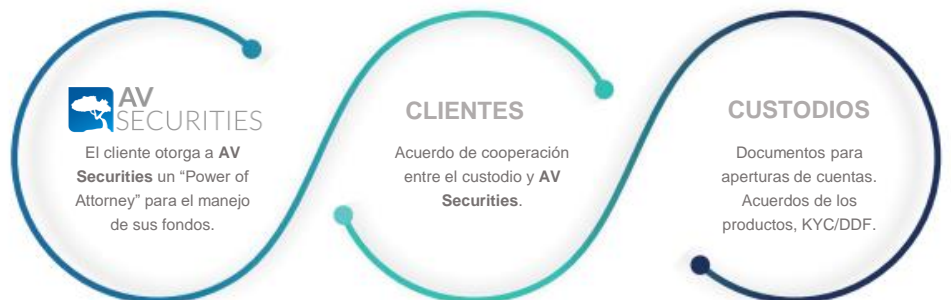 AV
SECURITIES
El cliente otorga a AV
Securities un “Power of
Attorney” para el manejo
de sus fondos.
CLIENTES
Acuerdo de cooperación
entre el custodio y AV
Securities.
CUSTODIOS
Documentos para
aperturas de cuentas.
Acuerdos de los
productos, KYC/DDF.